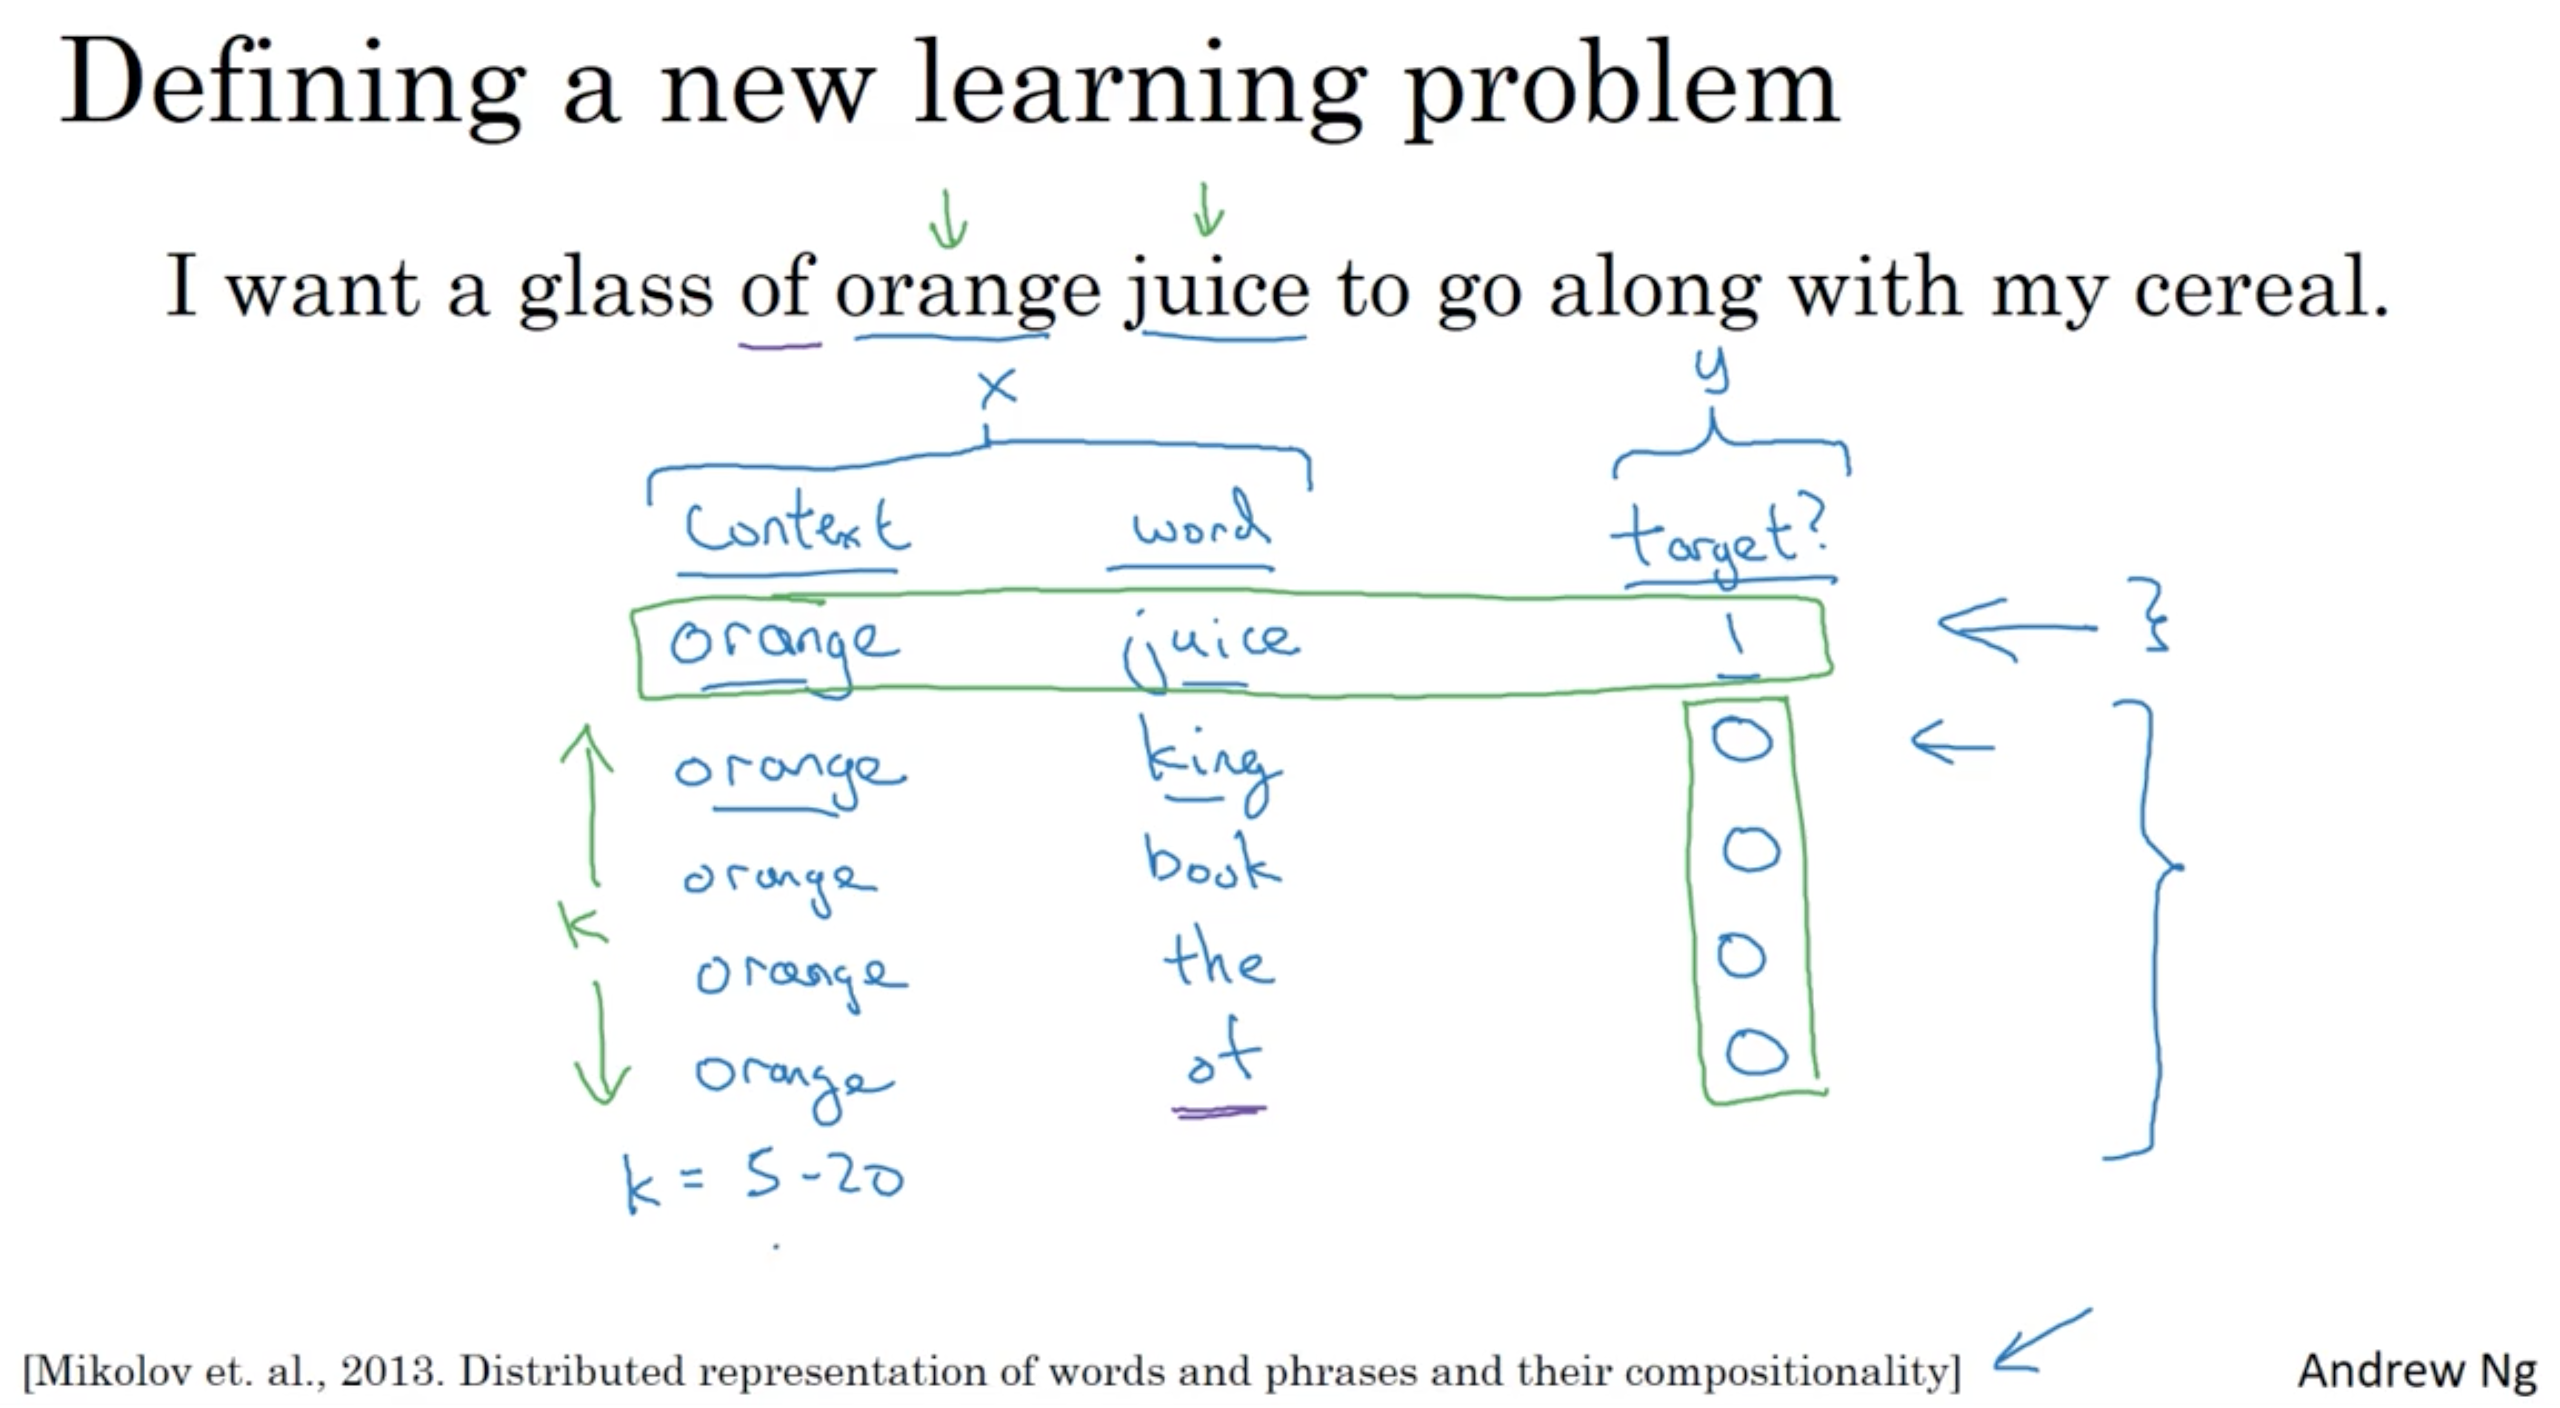 Defining a new learning problem
I want a glass of orange juice to go along with my cereal.
x y
context word target?
orange juice 1
orange king 0
orange book 0
k
orange the 0
orange of 0
k = 5-20
[Mikolov et. al., 2013. Distributed representation of words and phrases and their compositionality]
Andrew Ng